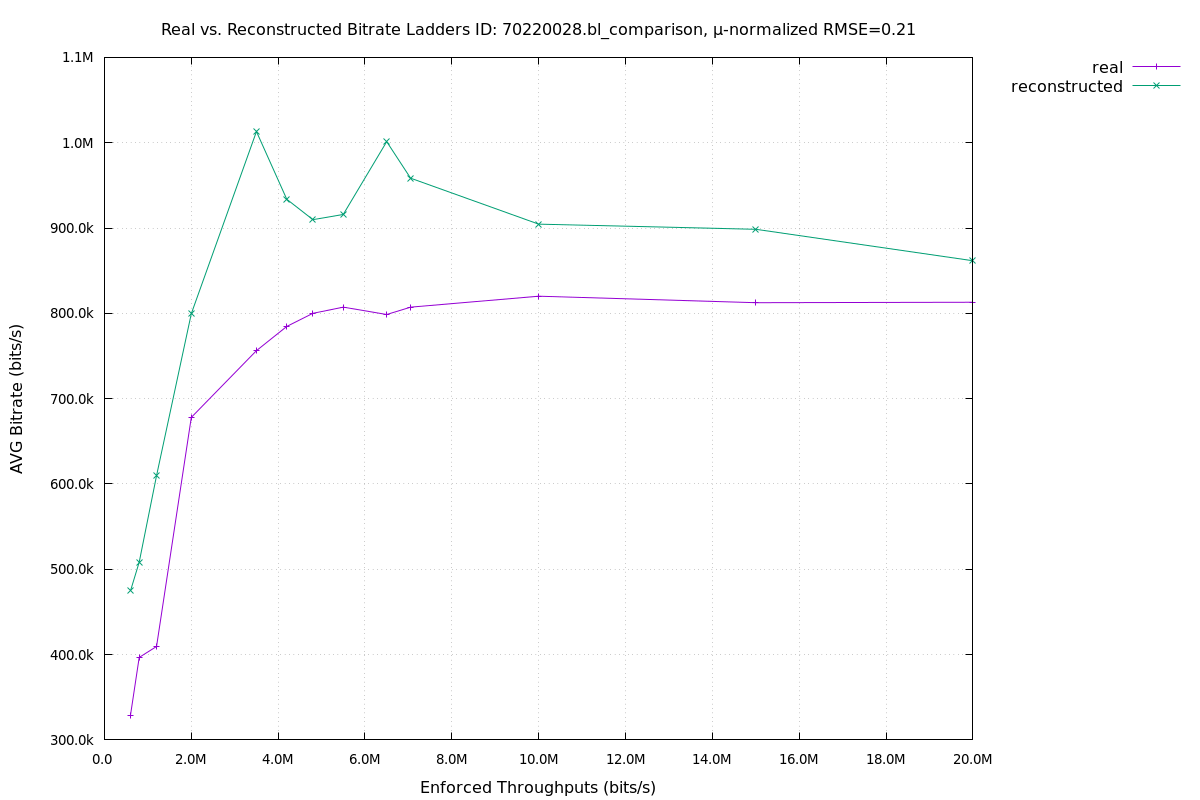 Real vs. Reconstructed Bitrate Ladders ID: 70220028.bl_comparison, μ-normalized RMSE=0.21
real
reconstructed
1.1M
1.0M
900.0k
800.0k
700.0k
600.0k
500.0k
400.0k
300.0k
AVG Bitrate (bits/s)
0.0 2.0M 4.0M 6.0M 8.0M 10.0M 12.0M 14.0M 16.0M 18.0M 20.0M
Enforced Throughputs (bits/s)